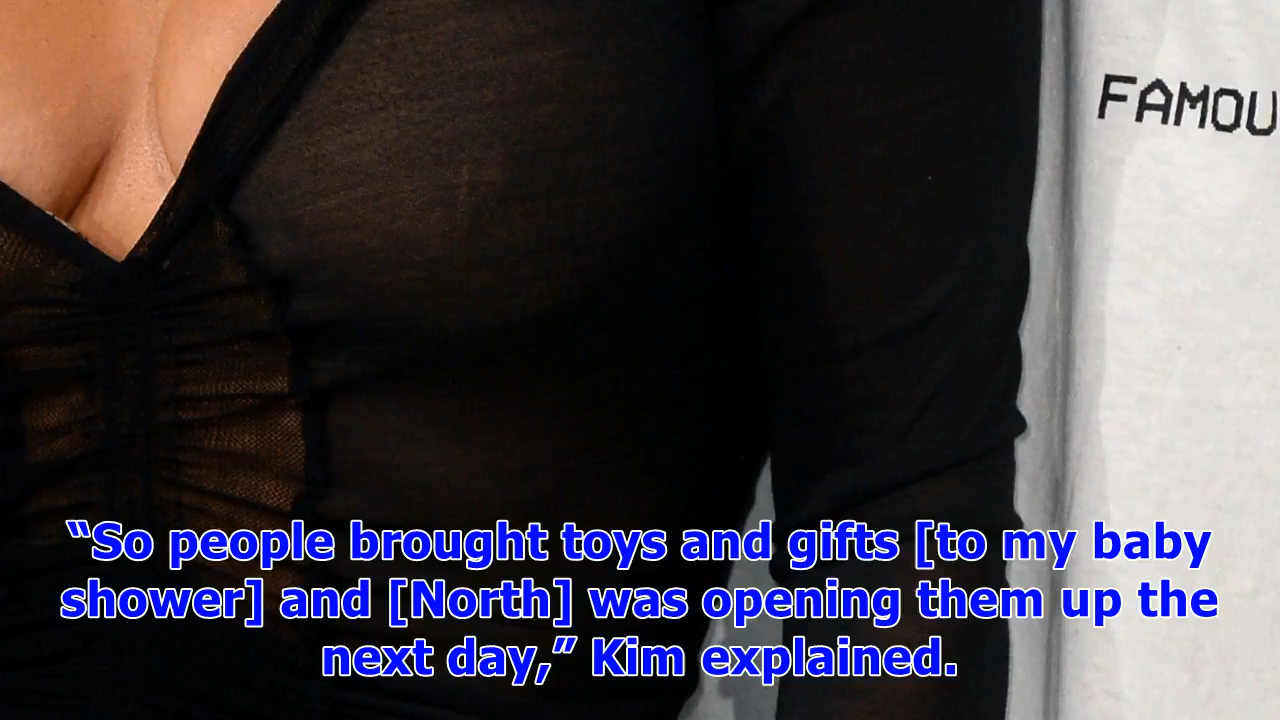 FAMOU
“So people brought toys and gifts [to my baby
shower] and [North] was opening them up the
next day,” Kim explained.